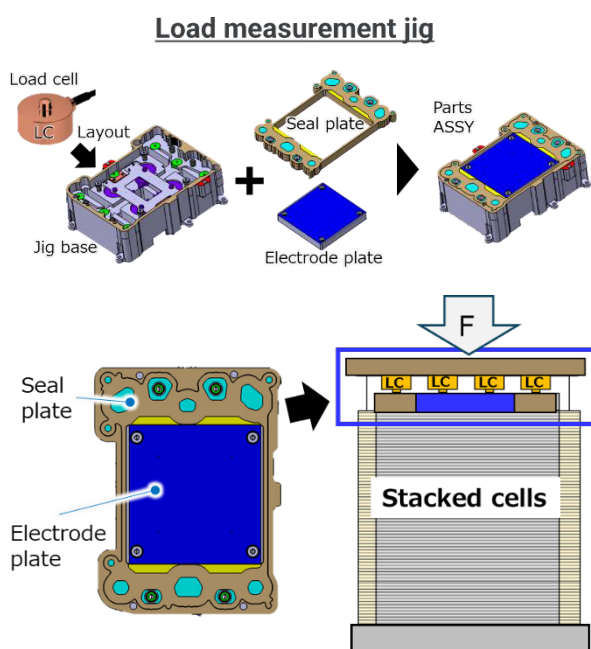 Load measurement jig
Load cell
LC
Layout
Jig base
Seal plate
Electrode plate
Parts
ASSY
F
LC LC LC LC
Seal
plate
Electrode
plate
Stacked cells